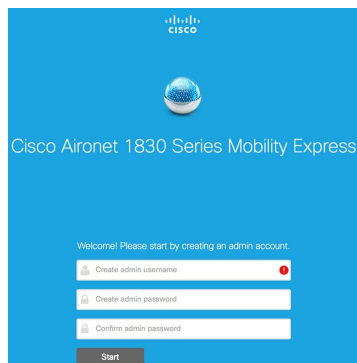 CISCO
Cisco Aironet 1830 Series Mobility Express
Welcome! Please start by creating an admin account.
Create admin username
Create admin password
Confirm admin password
Start